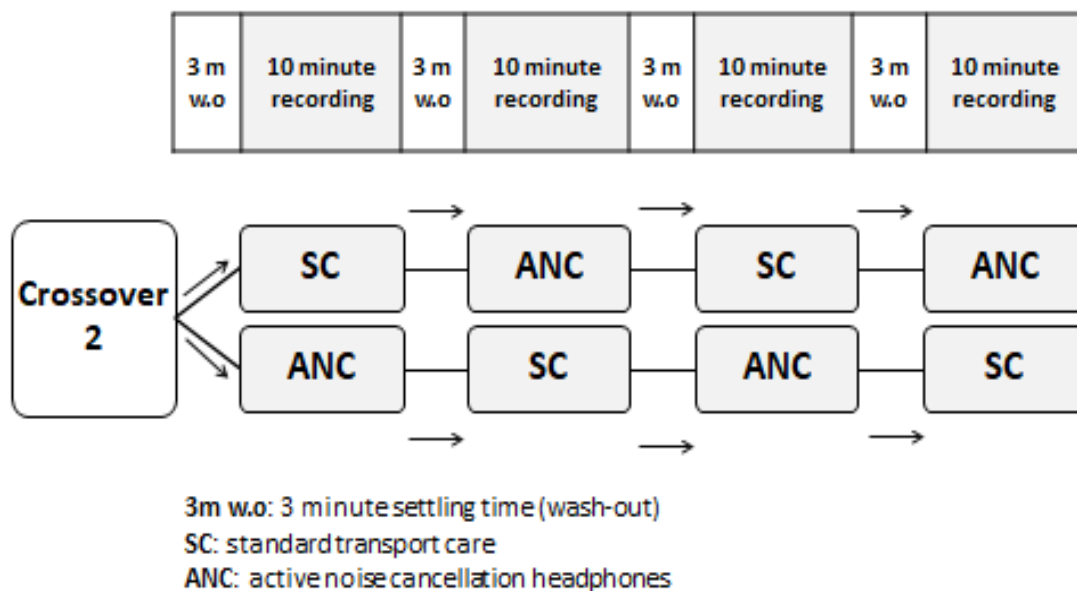 3 m 10 minute 3 m 10 minute 3 m 10 minute 3 m 10 minute
w.o recording w.o recording w.o recording w.o recording
SC ANC SC ANC
Crossover
2
ANC SC ANC SC
3m w.o: 3 minute settling time (wash-out)
SC: standard transport care
ANC: active noise cancellation headphones